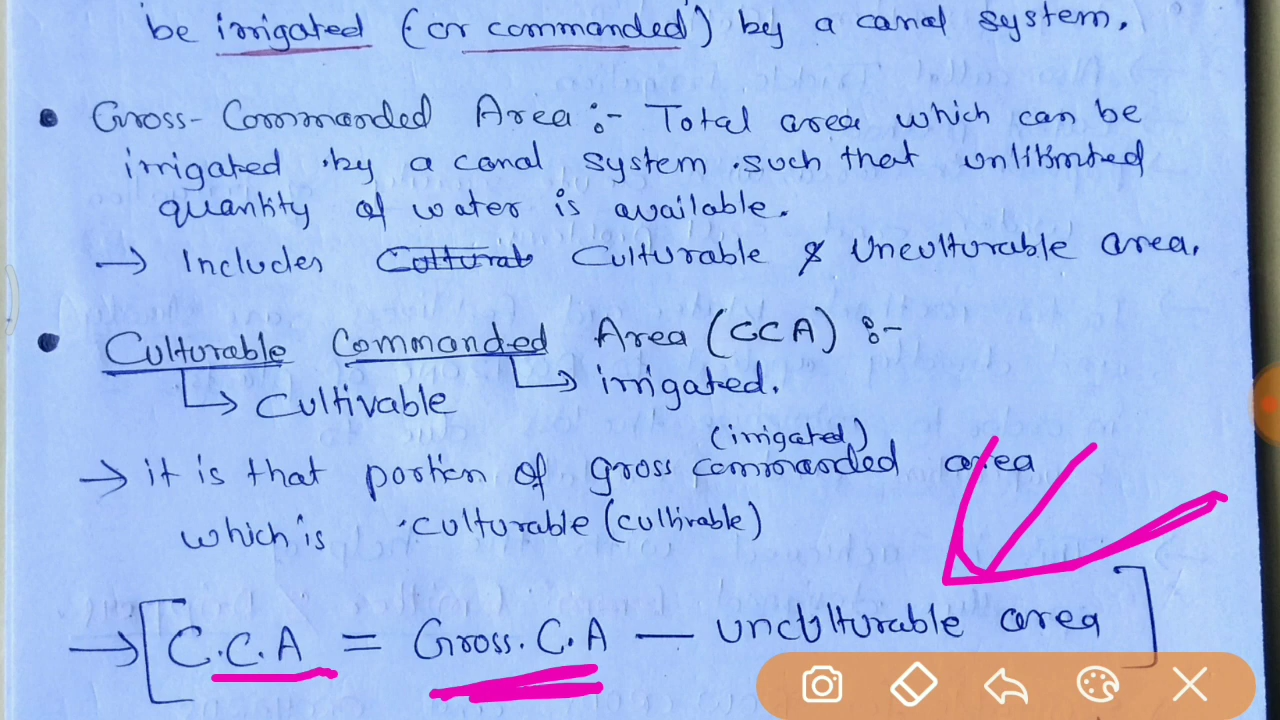 be irrigated (or commanded) by a canal system.
• Gross-Commanded Area :- Total area which can be
irrigated by a canal system such that unlimited
quantity of water is available.
→ Includes Cultural Culturable & Unculturable area.
• Culturable Commanded Area (CCA) :-
↳ Cultivable ↳ irrigated.
(irrigated)
→ it is that portion of gross commanded area
which is culturable (cultivable)
→ [C.C.A = Gross.C.A — unculturable area]